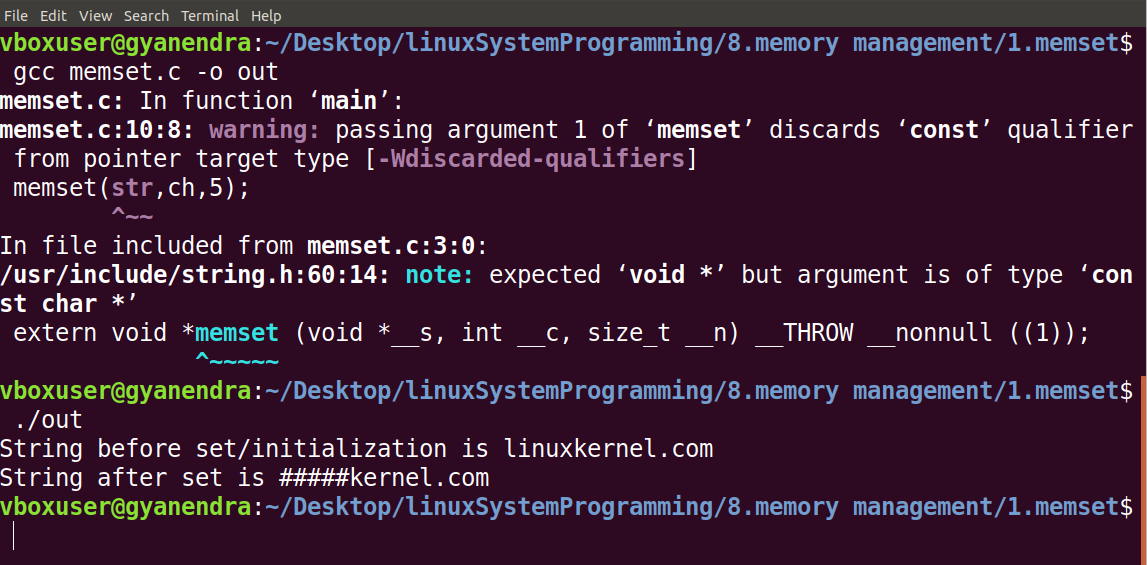 File Edit View Search Terminal Help
vboxuser@gyanendra:~/Desktop/linuxSystemProgramming/8.memory management/1.memset$
 gcc memset.c -o out
memset.c: In function ‘main’:
memset.c:10:8: warning: passing argument 1 of ‘memset’ discards ‘const’ qualifier
 from pointer target type [-Wdiscarded-qualifiers]
 memset(str,ch,5);
        ^~~
In file included from memset.c:3:0:
/usr/include/string.h:60:14: note: expected ‘void *’ but argument is of type ‘con
st char *’
 extern void *memset (void *__s, int __c, size_t __n) __THROW __nonnull ((1));
              ^~~~~~
vboxuser@gyanendra:~/Desktop/linuxSystemProgramming/8.memory management/1.memset$
 ./out
String before set/initialization is linuxkernel.com
String after set is #####kernel.com
vboxuser@gyanendra:~/Desktop/linuxSystemProgramming/8.memory management/1.memset$